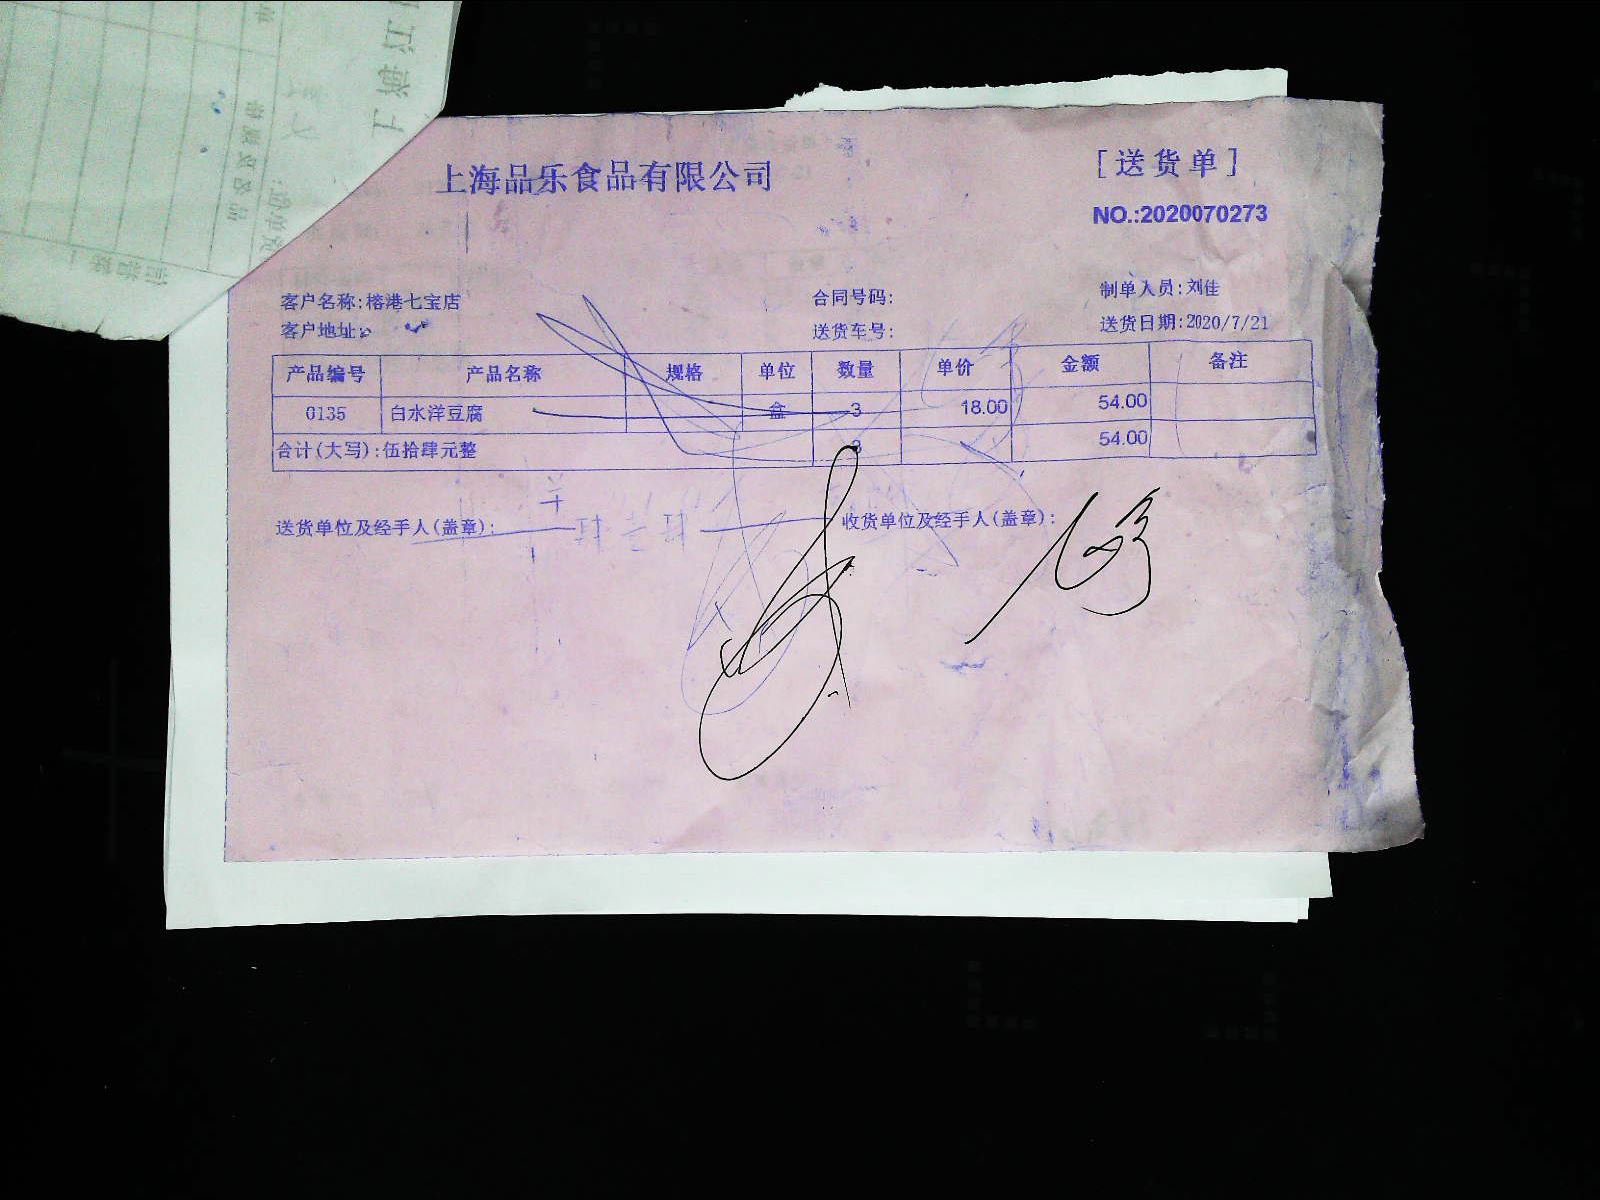 上海品乐食品有限公司
[送货单]
NO.:2020070273
客户名称:榕港七宝店 合同号码: 制单人员:刘佳
客户地址: 送货车号: 送货日期:2020/7/21
产品编号 产品名称 规格 单位 数量 单价 金额 备注
0135 白水洋豆腐 盒 3 18.00 54.00
合计(大写):伍拾肆元整 3 54.00
送货单位及经手人(盖章): 收货单位及经手人(盖章):